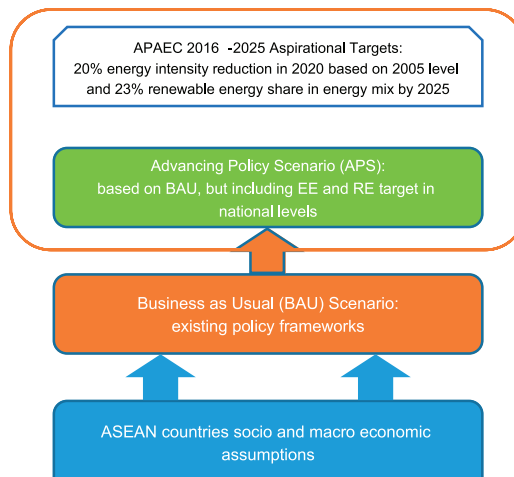 APAEC 2016 -2025 Aspirational Targets:
20% energy intensity reduction in 2020 based on 2005 level
and 23% renewable energy share in energy mix by 2025
Advancing Policy Scenario (APS):
based on BAU, but including EE and RE target in
national levels
Business as Usual (BAU) Scenario:
existing policy frameworks
ASEAN countries socio and macro economic
assumptions